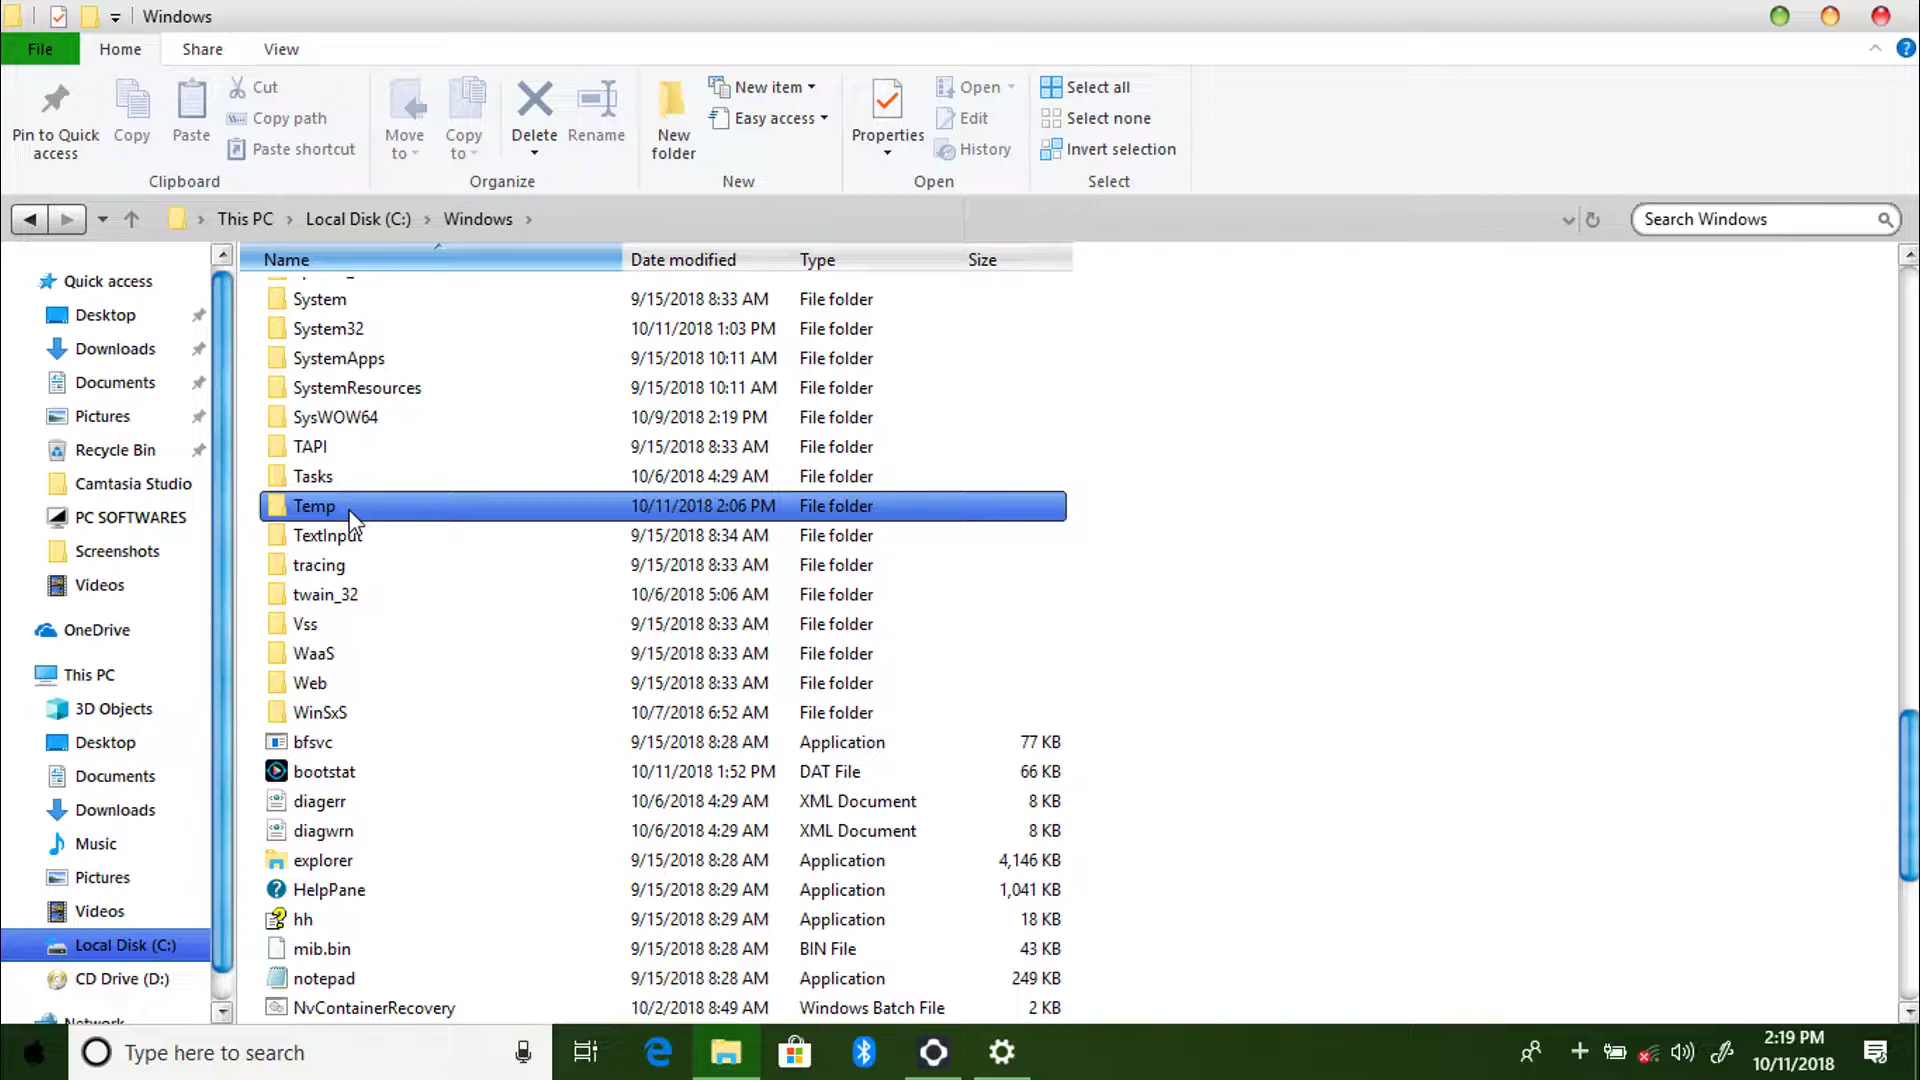 Windows
File Home Share View
Pin to Quick access
Copy
Paste
Cut
Copy path
Paste shortcut
Clipboard
Move to
Copy to
Delete
Rename
Organize
New folder
New item
Easy access
New
Properties
Open
Edit
History
Open
Select all
Select none
Invert selection
Select
This PC > Local Disk (C:) > Windows >
Search Windows
Quick access
Desktop
Downloads
Documents
Pictures
Recycle Bin
Camtasia Studio
PC SOFTWARES
Screenshots
Videos
OneDrive
This PC
3D Objects
Desktop
Documents
Downloads
Music
Pictures
Videos
Local Disk (C:)
CD Drive (D:)
Network
Name Date modified Type Size
System 9/15/2018 8:33 AM File folder
System32 10/11/2018 1:03 PM File folder
SystemApps 9/15/2018 10:11 AM File folder
SystemResources 9/15/2018 10:11 AM File folder
SysWOW64 10/9/2018 2:19 PM File folder
TAPI 9/15/2018 8:33 AM File folder
Tasks 10/6/2018 4:29 AM File folder
Temp 10/11/2018 2:06 PM File folder
TextInput 9/15/2018 8:34 AM File folder
tracing 9/15/2018 8:33 AM File folder
twain_32 10/6/2018 5:06 AM File folder
Vss 9/15/2018 8:33 AM File folder
WaaS 9/15/2018 8:33 AM File folder
Web 9/15/2018 8:33 AM File folder
WinSxS 10/7/2018 6:52 AM File folder
bfsvc 9/15/2018 8:28 AM Application 77 KB
bootstat 10/11/2018 1:52 PM DAT File 66 KB
diagerr 10/6/2018 4:29 AM XML Document 8 KB
diagwrn 10/6/2018 4:29 AM XML Document 8 KB
explorer 9/15/2018 8:28 AM Application 4,146 KB
HelpPane 9/15/2018 8:29 AM Application 1,041 KB
hh 9/15/2018 8:29 AM Application 18 KB
mib.bin 9/15/2018 8:28 AM BIN File 43 KB
notepad 9/15/2018 8:28 AM Application 249 KB
NvContainerRecovery 10/2/2018 8:49 AM Windows Batch File 2 KB
Type here to search
2:19 PM
10/11/2018